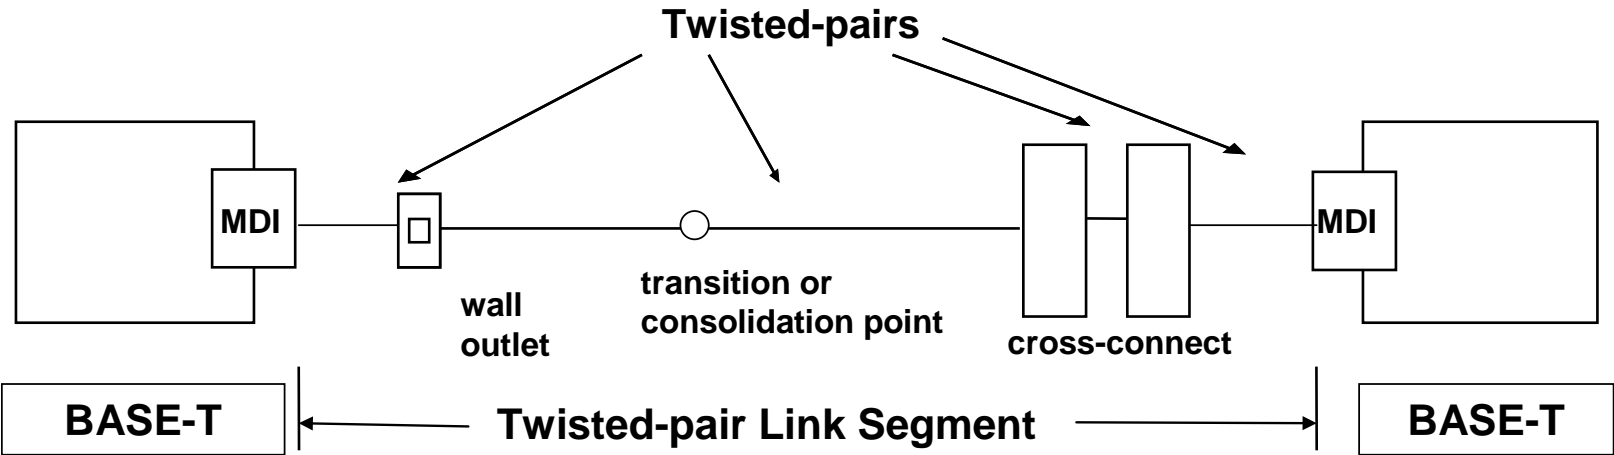 Twisted-pairs
MDI
MDI
wall
outlet
transition or
consolidation point
cross-connect
BASE-T
Twisted-pair Link Segment
BASE-T